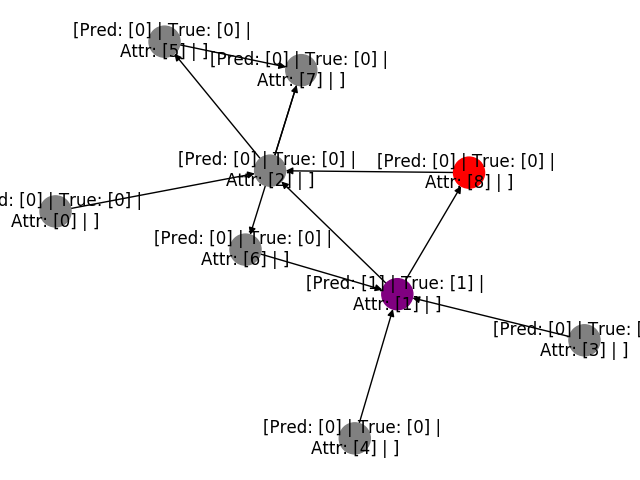 [Pred: [0] | True: [0] |
Attr: [5] | ]
[Pred: [0] | True: [0] |
Attr: [7] | ]
[Pred: [0] | True: [0] |
Attr: [2] | ]
[Pred: [0] | True: [0] |
Attr: [8] | ]
d: [0] | True: [0] |
Attr: [0] | ]
[Pred: [0] | True: [0] |
Attr: [6] | ]
[Pred: [1] | True: [1] |
Attr: [1] | ]
[Pred: [0] | True: [
Attr: [3] | ]
[Pred: [0] | True: [0] |
Attr: [4] | ]